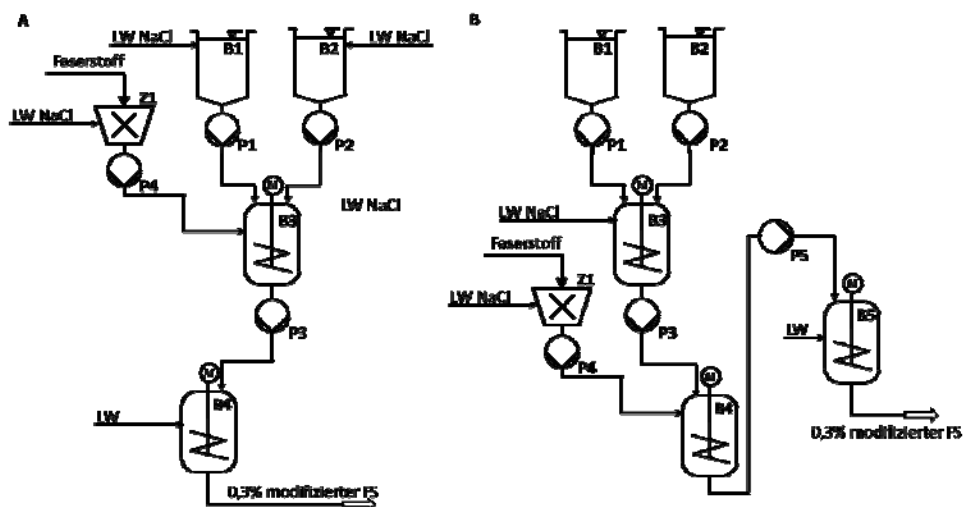 A
LW NaCl
B1
B2
LW NaCl
Faserstoff
Z1
LW NaCl
P1
P2
P4
M
B3
LW NaCl
P3
M
B4
LW
0,3% modifizierter FS
B
B1
B2
P1
P2
M
LW NaCl
B3
Faserstoff
Z1
LW NaCl
P3
P4
M
B4
P5
M
B5
LW
0,3% modifizierter FS